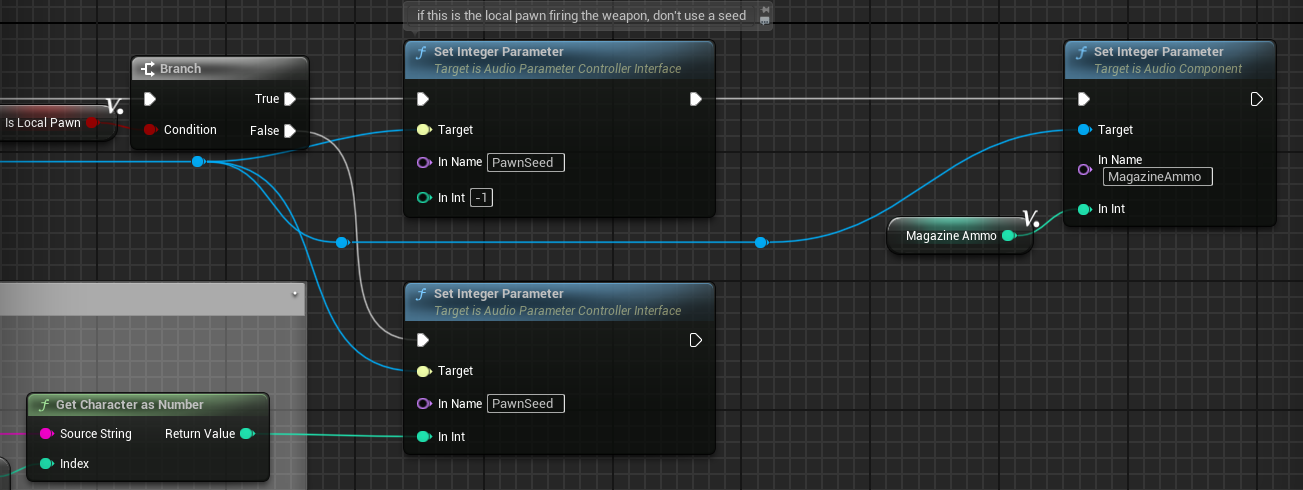 if this is the local pawn firing the weapon, don't use a seed
Branch
True
Condition
False
Is Local Pawn
V.
f Set Integer Parameter
Target is Audio Parameter Controller Interface
Target
In Name PawnSeed
In Int -1
f Set Integer Parameter
Target is Audio Component
Target
In Name
MagazineAmmo
In Int
Magazine Ammo
V.
f Set Integer Parameter
Target is Audio Parameter Controller Interface
Target
In Name PawnSeed
In Int
f Get Character as Number
Source String Return Value
Index